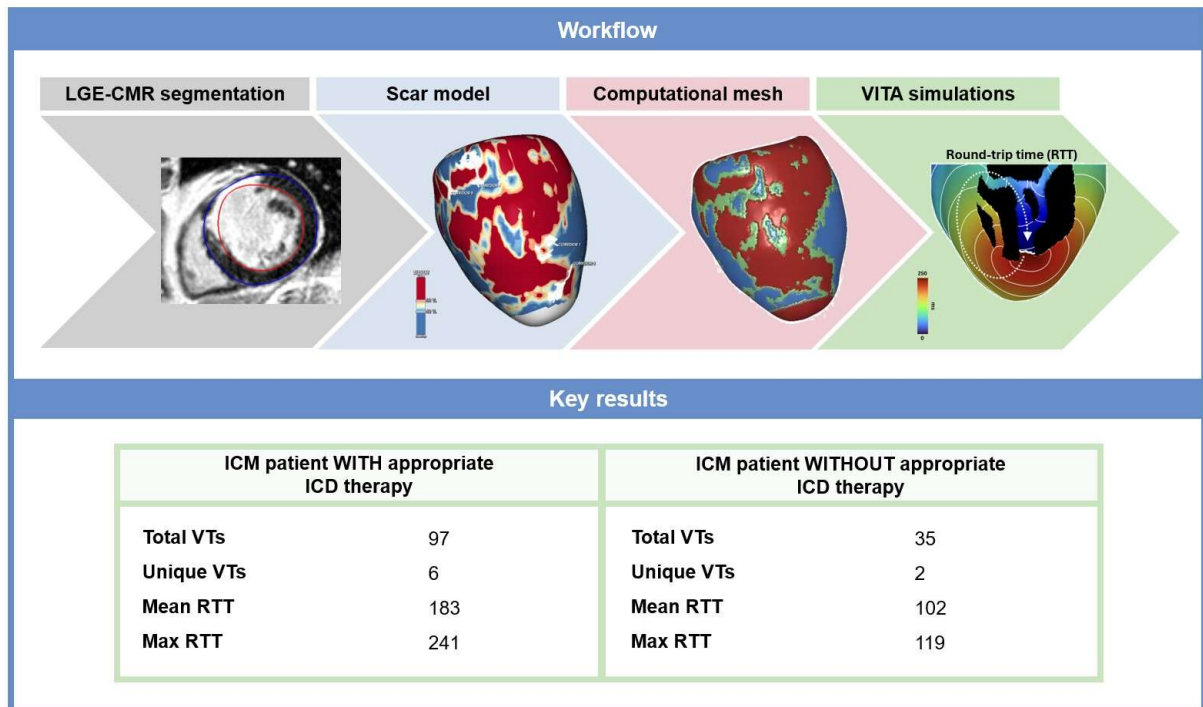 Workflow
LGE-CMR segmentation
Scar model
Computational mesh
VITA simulations
Round-trip time (RTT)
250
ms
0
Key results
ICM patient WITH appropriate
ICD therapy
ICM patient WITHOUT appropriate
ICD therapy
Total VTs 97
Unique VTs 6
Mean RTT 183
Max RTT 241
Total VTs 35
Unique VTs 2
Mean RTT 102
Max RTT 119